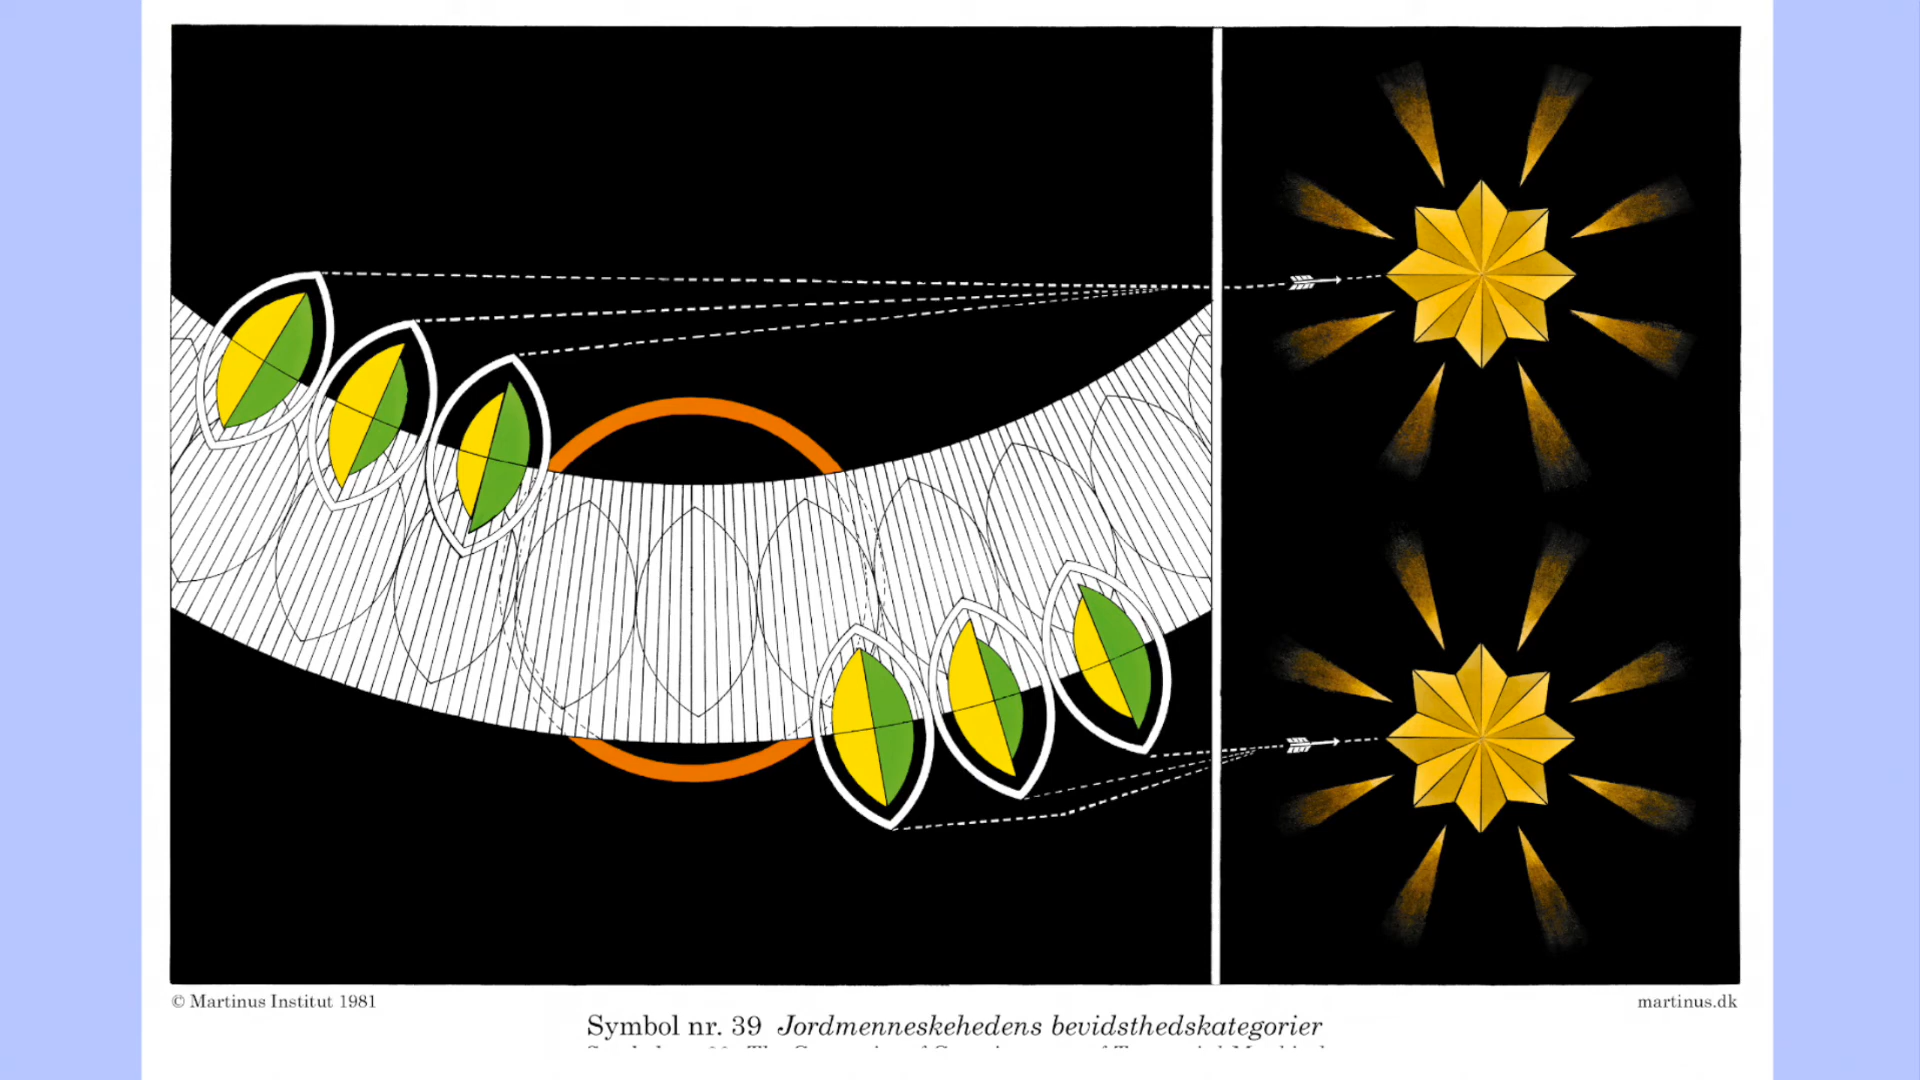 © Martinus Institut 1981
martinus.dk
Symbol nr. 39 Jordmenneskehedens bevidsthedskategorier